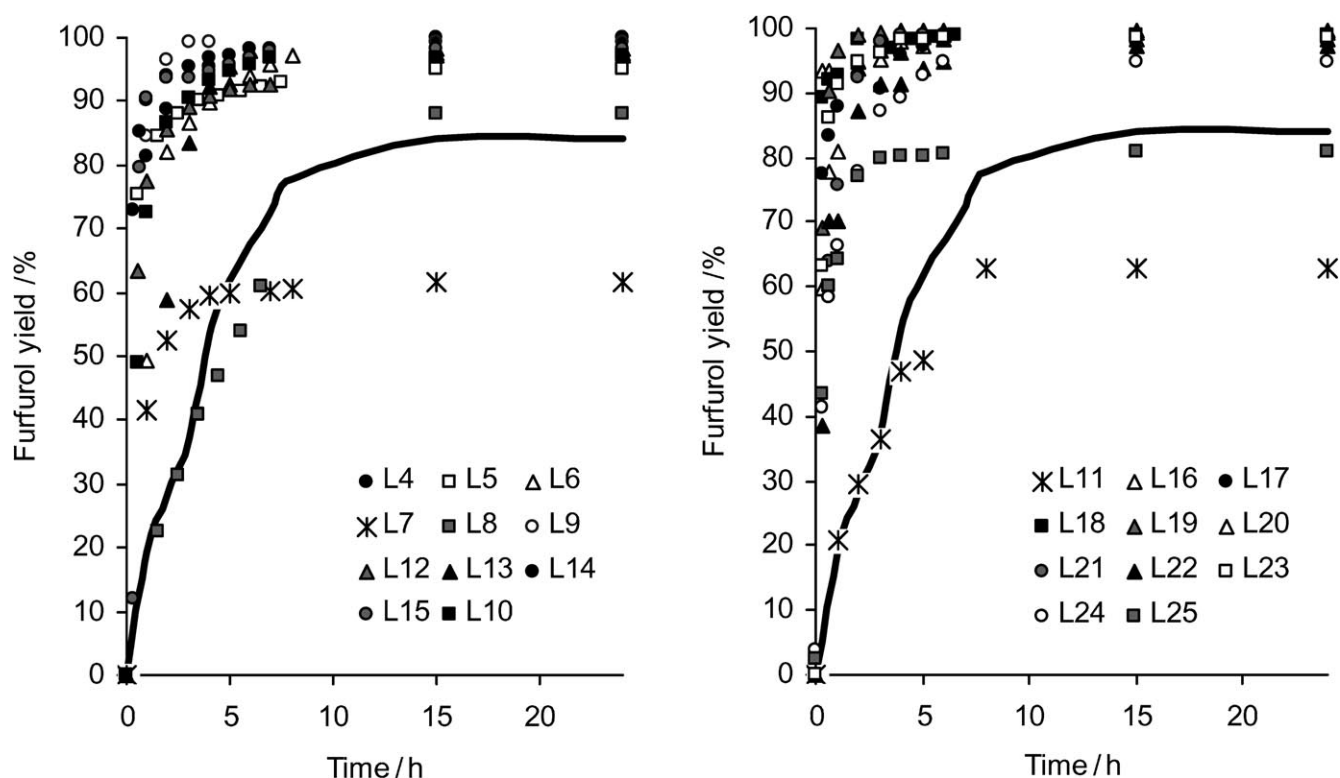 Furfurol yield /%
100
90
80
70
60
50
40
30
20
10
0
L4 L5 L6
L7 L8 L9
L12 L13 L14
L15 L10
0 5 10 15 20
Time / h
Furfurol yield /%
100
90
80
70
60
50
40
30
20
10
0
L11 L16 L17
L18 L19 L20
L21 L22 L23
L24 L25
0 5 10 15 20
Time / h